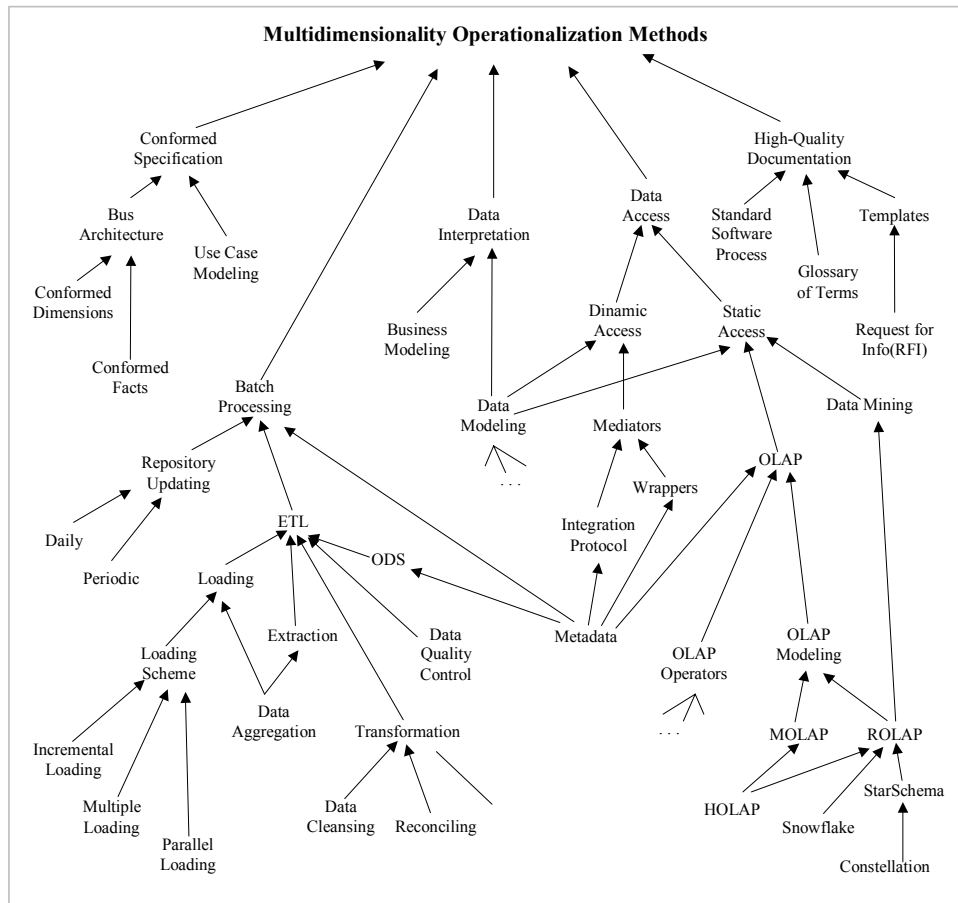 Multidimensionality Operationalization Methods
Conformed
Specification
High-Quality
Documentation
Bus
Architecture
Use Case
Modeling
Data
Interpretation
Data
Access
Standard
Software
Process
Templates
Glossary
of Terms
Conformed
Dimensions
Conformed
Facts
Business
Modeling
Dinamic
Access
Static
Access
Request for
Info(RFI)
Batch
Processing
Data
Modeling
. . .
Mediators
Data Mining
Repository
Updating
Wrappers
OLAP
Daily
Periodic
ETL
ODS
Integration
Protocol
Loading
Extraction
Data
Quality
Control
Metadata
OLAP
Operators
. . .
OLAP
Modeling
Loading
Scheme
Data
Aggregation
Transformation
MOLAP
ROLAP
Incremental
Loading
Multiple
Loading
Parallel
Loading
Data
Cleansing
Reconciling
HOLAP
Snowflake
StarSchema
Constellation